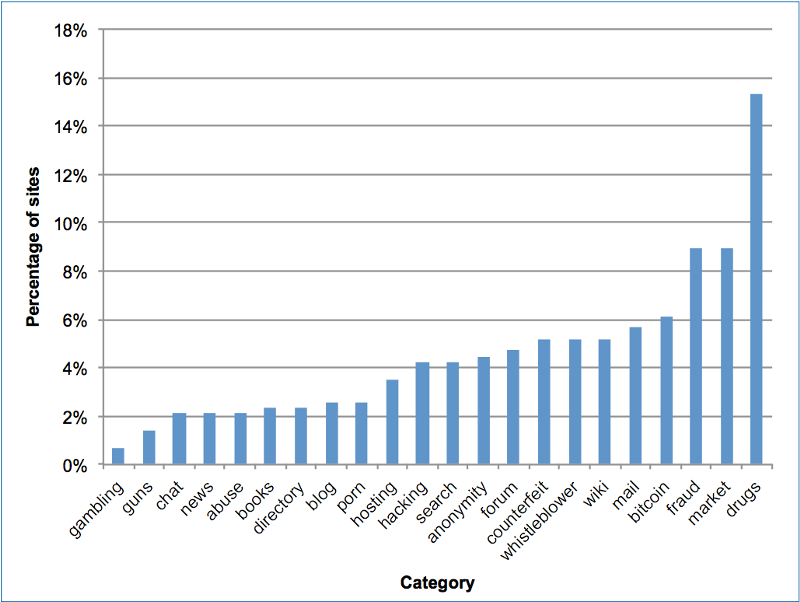 18%
16%
14%
12%
10%
8%
6%
4%
2%
0%
Percentage of sites
gambling
guns
chat
news
abuse
books
directory
blog
porn
hosting
hacking
search
anonymity
forum
counterfeit
whistleblower
wiki
mail
bitcoin
fraud
market
drugs
Category